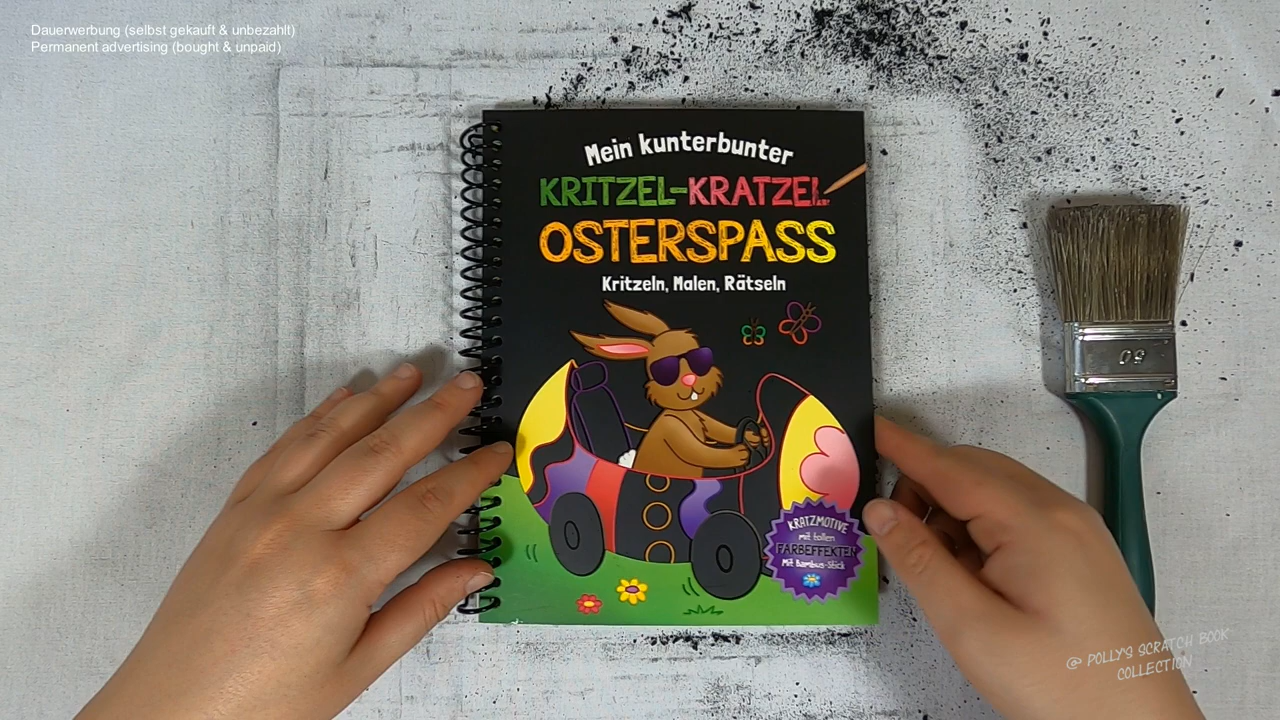 Dauerwerbung (selbst gekauft & unbezahlt)
Permanent advertising (bought & unpaid)
Mein kunterbunter
KRITZEL-KRATZEL
OSTERSPASS
Kritzeln, Malen, Rätseln
KRATZMOTIVE
mit tollen
FARBEFFEKTEN
Mit Bambus-Stick
50
@ POLLY'S SCRATCH BOOK
COLLECTION